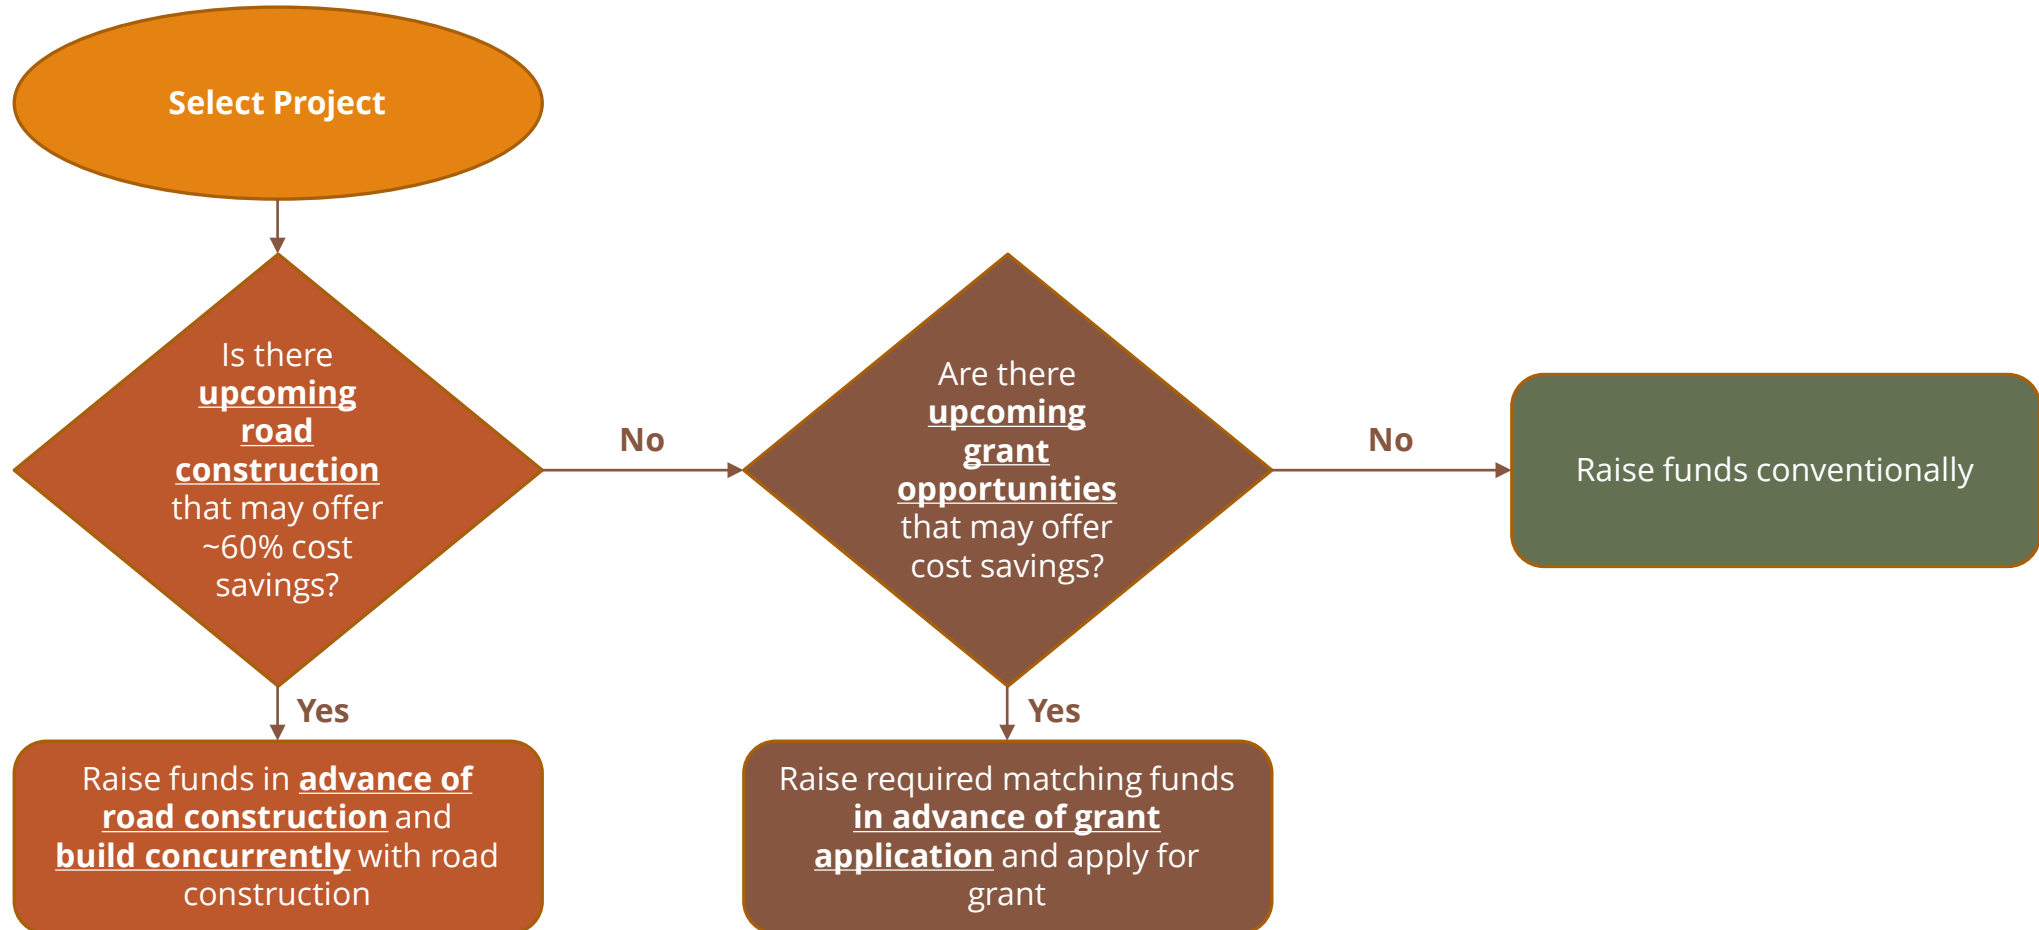 Select Project
Is there
upcoming
road
construction
that may offer
~60% cost
savings?
No
Are there
upcoming
grant
opportunities
that may offer
cost savings?
No
Raise funds conventionally
Yes
Raise funds in advance of
road construction and
build concurrently with road
construction
Yes
Raise required matching funds
in advance of grant
application and apply for
grant